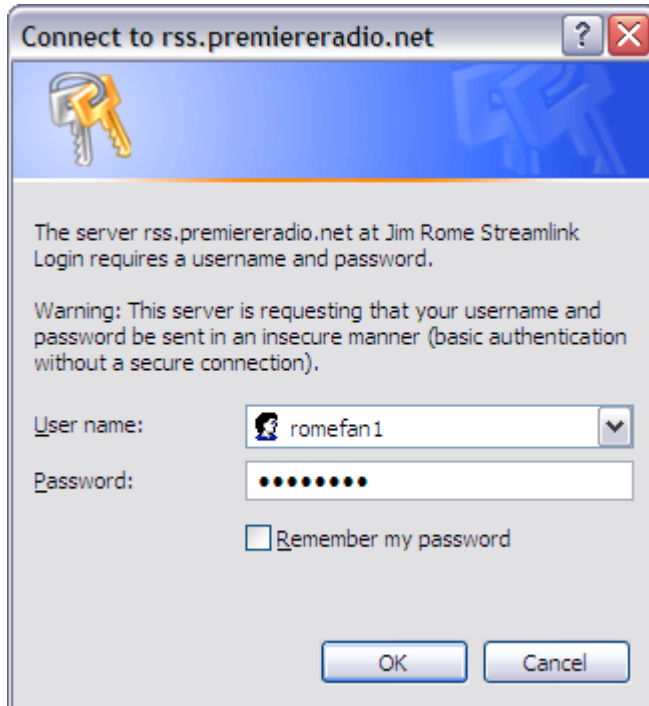 Connect to rss.premiereradio.net
?
The server rss.premiereradio.net at Jim Rome Streamlink
Login requires a username and password.
Warning: This server is requesting that your username and
password be sent in an insecure manner (basic authentication
without a secure connection).
User name:
romefan1
Password:
••••••••
Remember my password
OK
Cancel